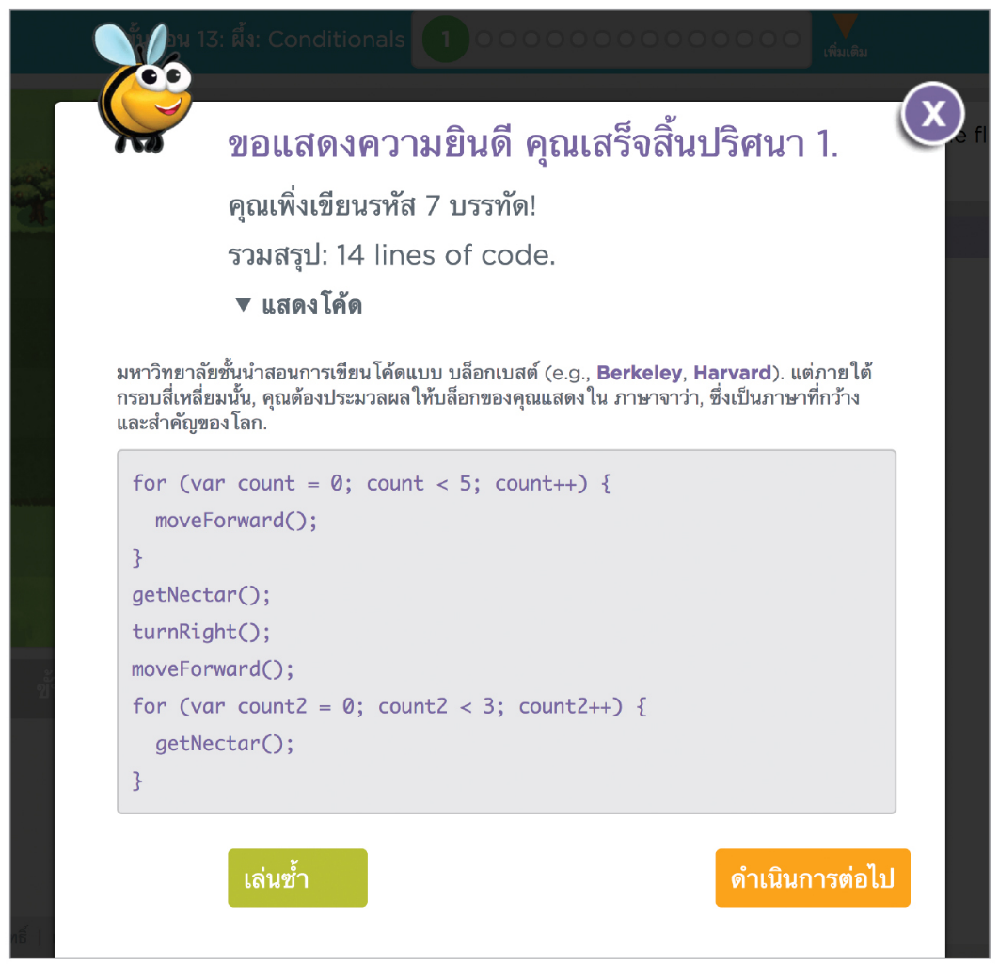 13: ผึ้ง: Conditionals 1
เพิ่มเติม
X
ขอแสดงความยินดี คุณเสร็จสิ้นปริศนา 1.
คุณเพิ่งเขียนรหัส 7 บรรทัด!
รวมสรุป: 14 lines of code.
▼ แสดงโค้ด
มหาวิทยาลัยชั้นนำสอนการเขียนโค้ดแบบ บล็อกเบสต์ (e.g., Berkeley, Harvard). แต่ภายใต้
กรอบสี่เหลี่ยมนั้น, คุณต้องประมวลผลให้บล็อกของคุณแสดงใน ภาษาจาว่า, ซึ่งเป็นภาษาที่กว้าง
และสำคัญของโลก.
for (var count = 0; count < 5; count++) {
  moveForward();
}
getNectar();
turnRight();
moveForward();
for (var count2 = 0; count2 < 3; count2++) {
  getNectar();
}
เล่นซ้ำ
ดำเนินการต่อไป